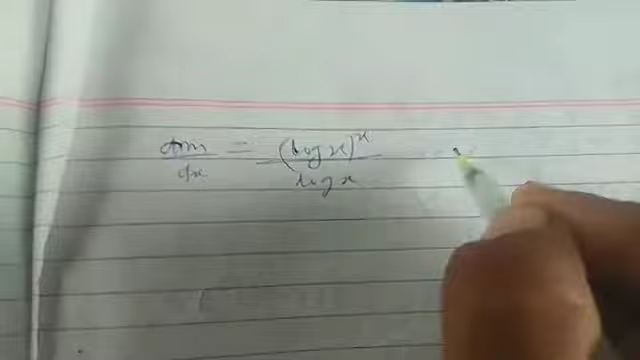 dm/dx = (log x)^x / log x